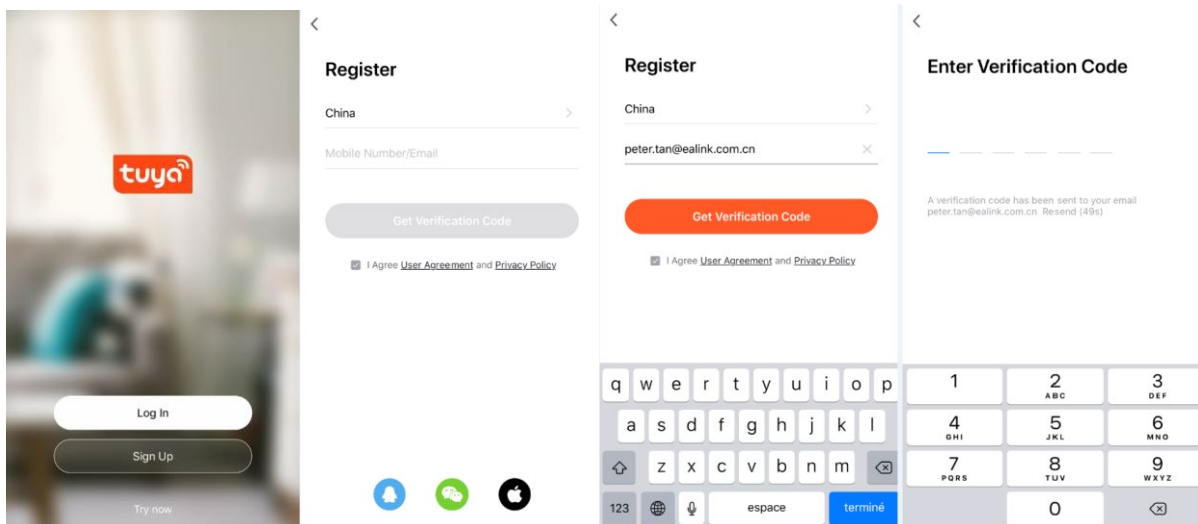 tuya
Log In
Sign Up
Try now
Register
China
Mobile Number/Email
Get Verification Code
I Agree User Agreement and Privacy Policy
Register
China
peter.tan@ealink.com.cn
Get Verification Code
I Agree User Agreement and Privacy Policy
q w e r t y u i o p
a s d f g h j k l
z x c v b n m
123 espace terminé
Enter Verification Code
A verification code has been sent to your email
peter.tan@ealink.com.cn Resend (49s)
1 2 3
ABC DEF
4 5 6
GHI JKL MNO
7 8 9
PQRS TUV WXYZ
0